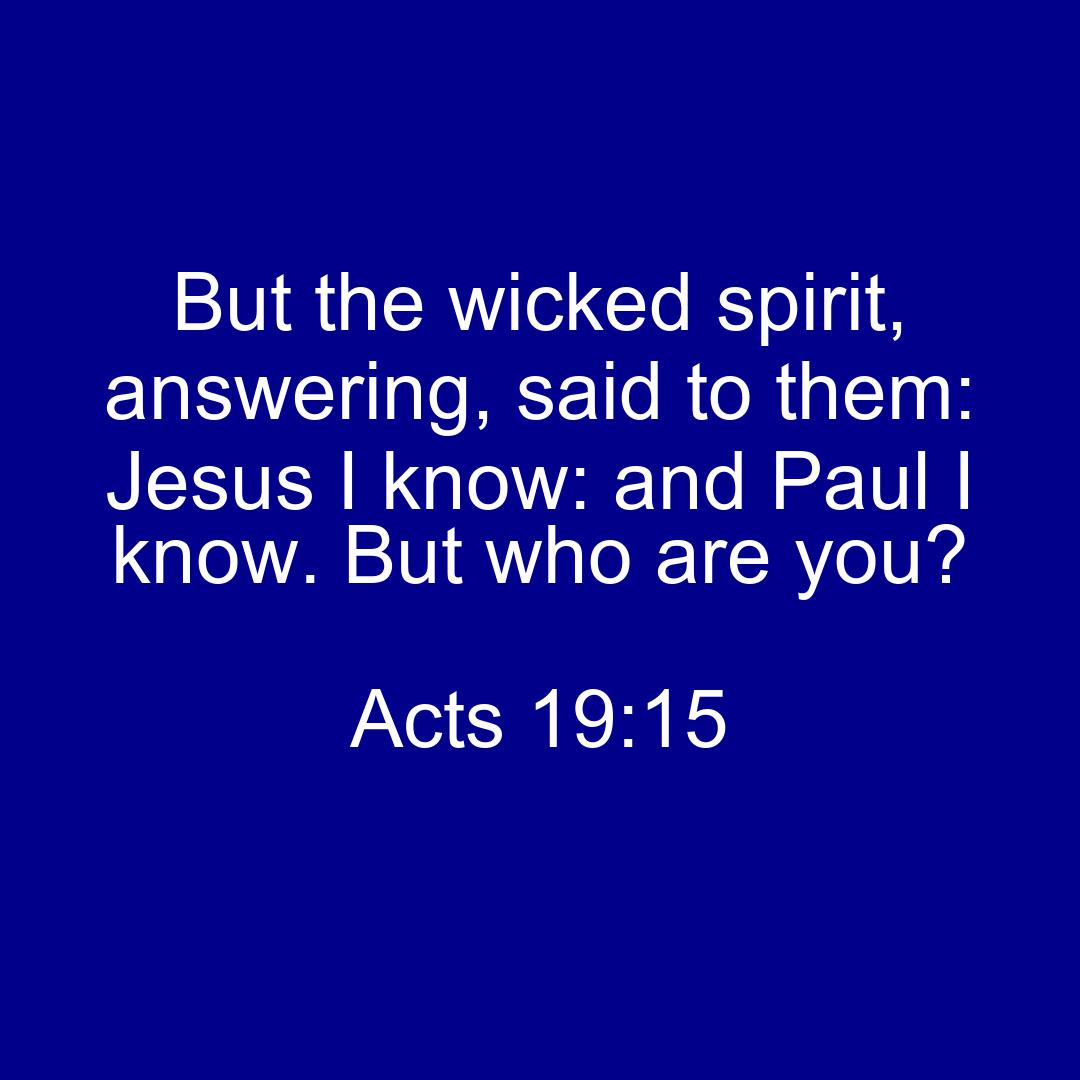 But the wicked spirit,
answering, said to them:
Jesus I know: and Paul I
know. But who are you?
Acts 19:15